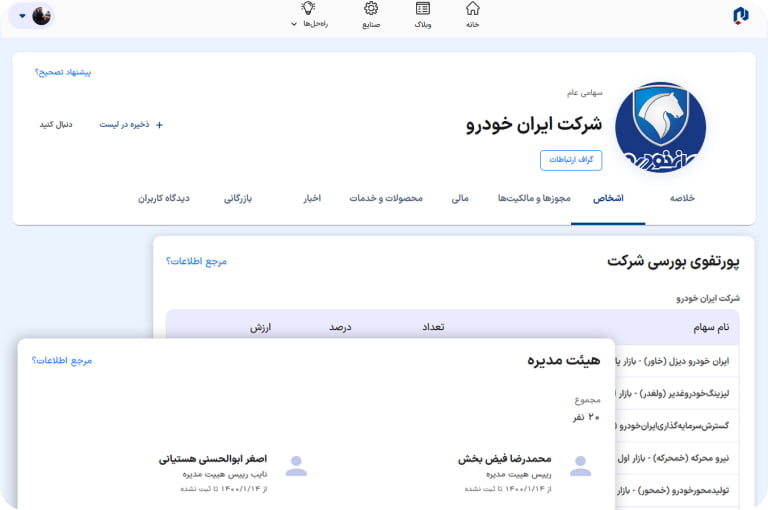 خانه
وبلاگ
صنایع
راه‌حل‌ها
پیشنهاد تصحیح؟
سهامی عام
شرکت ایران خودرو
+ ذخیره در لیست
دنبال کنید
گراف ارتباطات
خلاصه
اشخاص
مجوزها و مالکیت‌ها
مالی
محصولات و خدمات
اخبار
بازرگانی
دیدگاه کاربران
پورتفوی بورسی شرکت
مرجع اطلاعات؟
شرکت ایران خودرو
نام سهام تعداد درصد ارزش
ایران خودرو دیزل (خاور) - بازار
لیزینگ‌خودروغدیر (ولغدر) - بازار
گسترش‌سرمایه‌گذاری‌ایران‌خودرو
نیرو محرکه (خمحرکه) - بازار اول
تولیدمحورخودرو (خمحور) - بازار
هیئت مدیره
مرجع اطلاعات؟
مجموع
۲۰ نفر
محمدرضا فیض بخش
رییس هییت مدیره
از ۱۴۰۰/۱/۱۴ تا ثبت نشده
اصغر ابوالحسنی هستیانی
نایب رییس هییت مدیره
از ۱۴۰۰/۱/۱۴ تا ثبت نشده